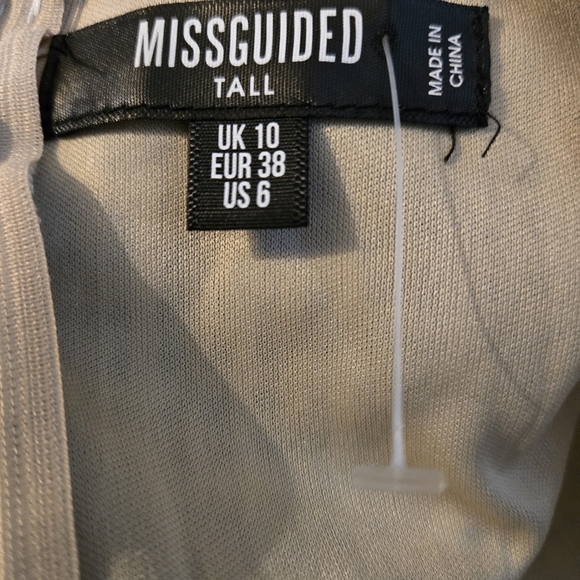 MISSGUIDED
TALL
MADE IN
CHINA
UK 10
EUR 38
US 6